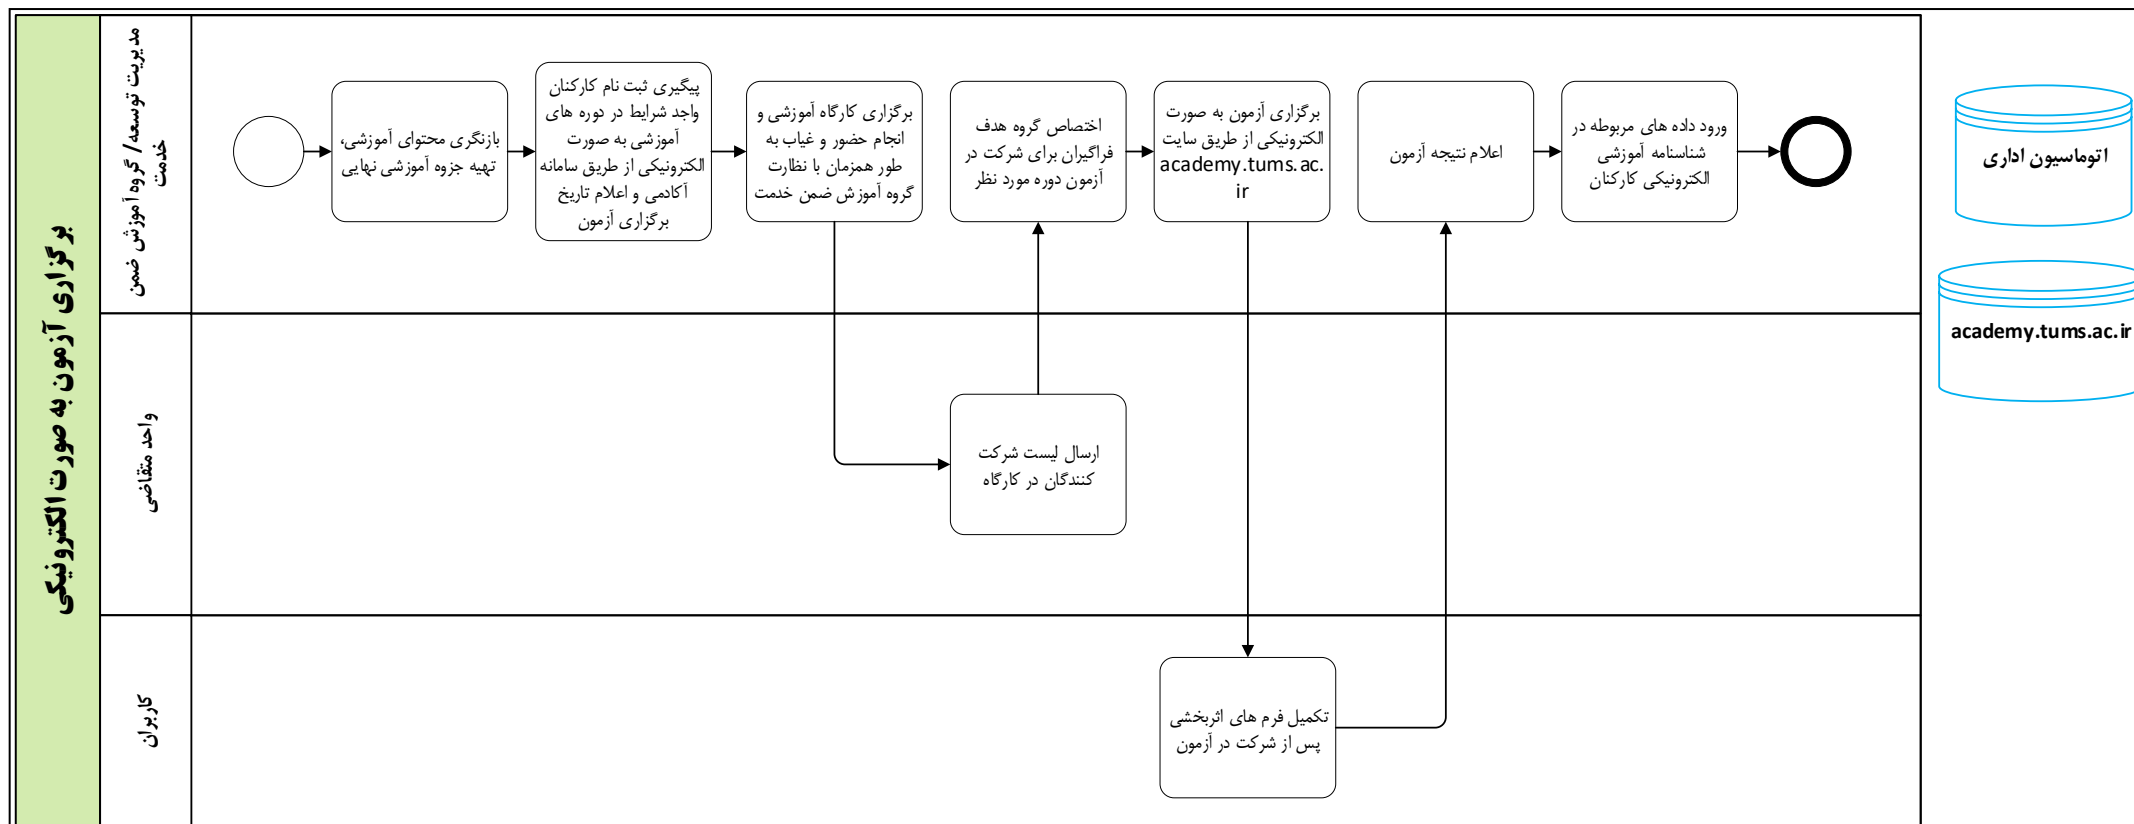 برگزاری آزمون به صورت الکترونیکی
مدیریت توسعه/ گروه آموزش ضمن
خدمت
بازنگری محتوای آموزشی،
تهیه جزوه آموزشی نهایی
پیگیری ثبت نام کارکنان
واجد شرایط در دوره های
آموزشی به صورت
الکترونیکی از طریق سامانه
آکادمی و اعلام تاریخ
برگزاری آزمون
برگزاری کارگاه آموزشی و
انجام حضور و غیاب به
طور همزمان با نظارت
گروه آموزش ضمن خدمت
اختصاص گروه هدف
فراگیران برای شرکت در
آزمون دوره مورد نظر
برگزاری آزمون به صورت
الکترونیکی از طریق سایت
academy.tums.ac.
ir
اعلام نتیجه آزمون
ورود داده های مربوطه در
شناسنامه آموزشی
الکترونیکی کارکنان
واحد متقاضی
ارسال لیست شرکت
کنندگان در کارگاه
کاربران
تکمیل فرم های اثربخشی
پس از شرکت در آزمون
اتوماسیون اداری
academy.tums.ac.ir